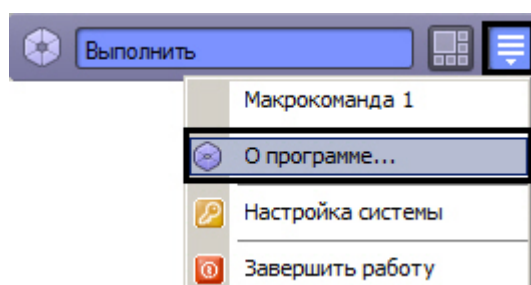 Выполнить
Макрокоманда 1
О программе...
Настройка системы
Завершить работу